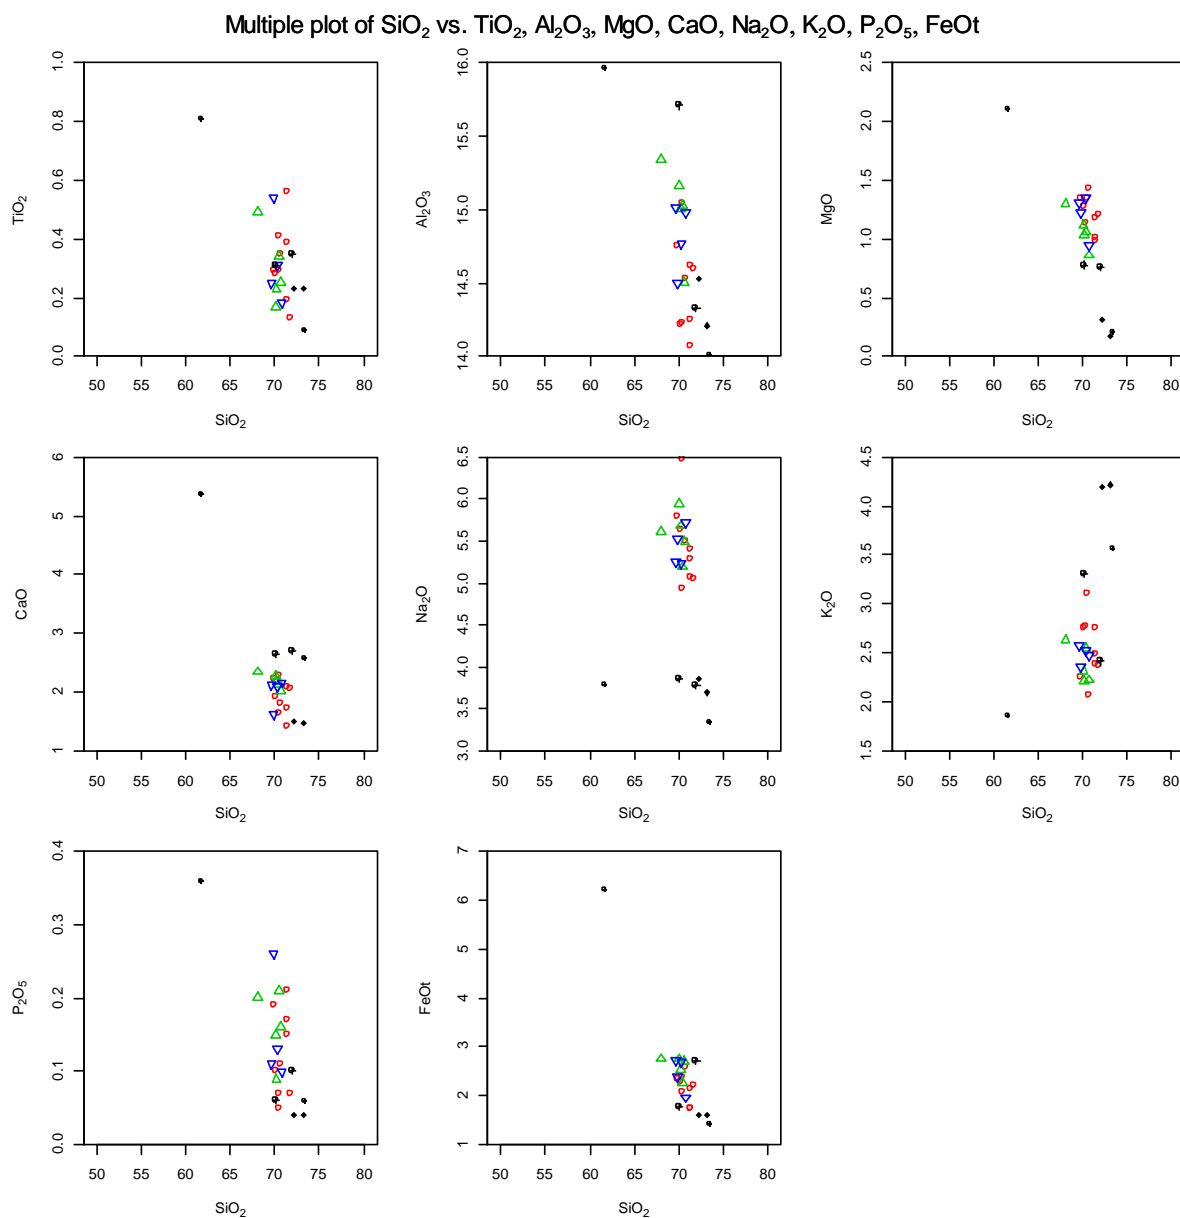 Multiple plot of SiO₂ vs. TiO₂, Al₂O₃, MgO, CaO, Na₂O, K₂O, P₂O₅, FeOt
TiO₂
0.0 0.2 0.4 0.6 0.8 1.0
50 55 60 65 70 75 80
SiO₂
Al₂O₃
14.0 14.5 15.0 15.5 16.0
50 55 60 65 70 75 80
SiO₂
MgO
0.0 0.5 1.0 1.5 2.0 2.5
50 55 60 65 70 75 80
SiO₂
CaO
1 2 3 4 5 6
50 55 60 65 70 75 80
SiO₂
Na₂O
3.0 3.5 4.0 4.5 5.0 5.5 6.0 6.5
50 55 60 65 70 75 80
SiO₂
K₂O
1.5 2.0 2.5 3.0 3.5 4.0 4.5
50 55 60 65 70 75 80
SiO₂
P₂O₅
0.0 0.1 0.2 0.3 0.4
50 55 60 65 70 75 80
SiO₂
FeOt
1 2 3 4 5 6 7
50 55 60 65 70 75 80
SiO₂